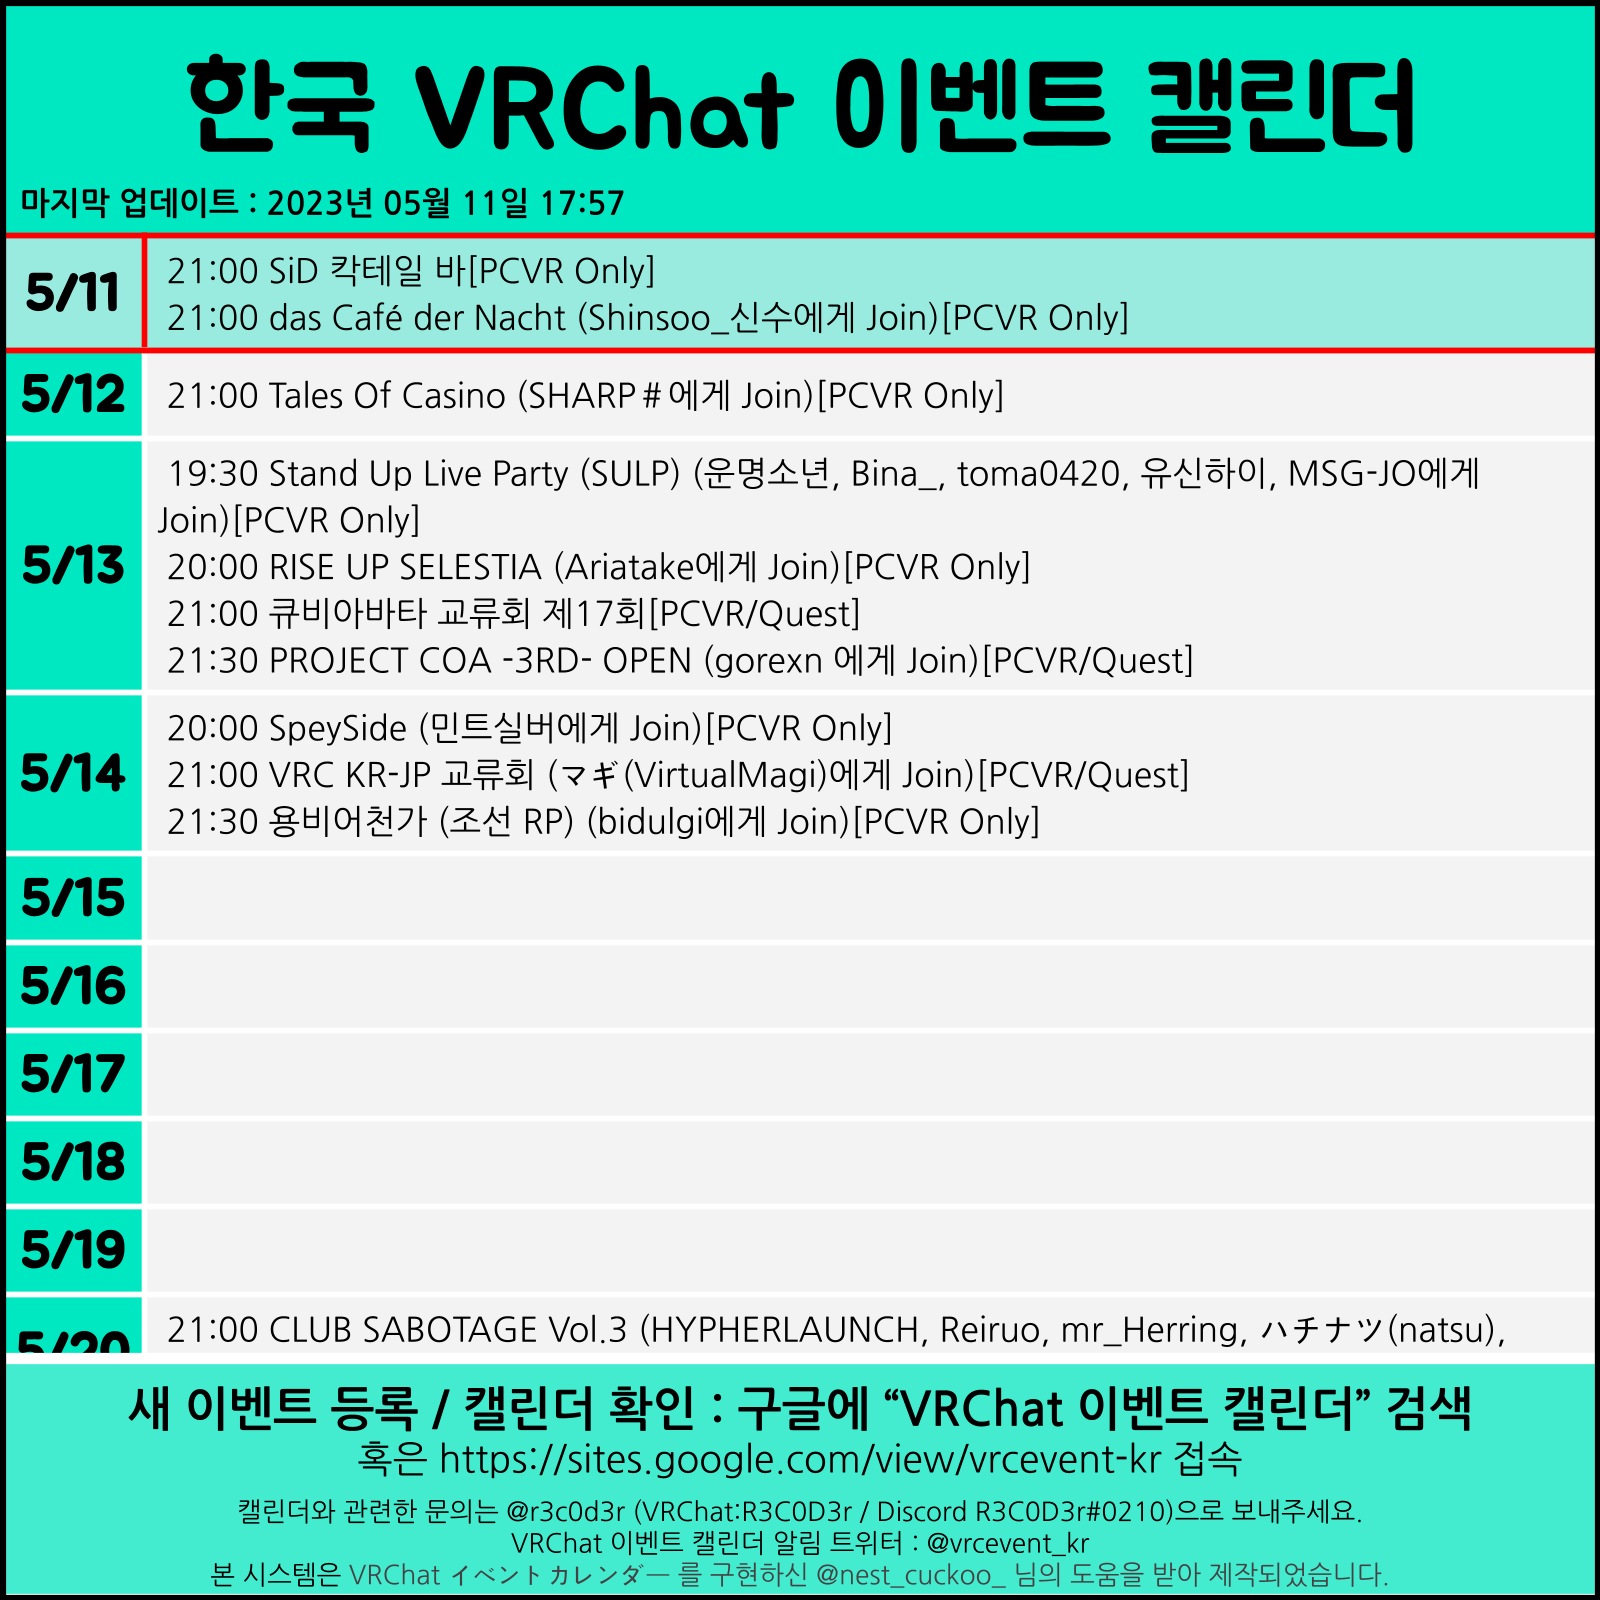 한국 VRChat 이벤트 캘린더
마지막 업데이트 : 2023년 05월 11일 17:57
5/11
21:00 SiD 칵테일 바[PCVR Only]
21:00 das Café der Nacht (Shinsoo_신수에게 Join)[PCVR Only]
5/12
21:00 Tales Of Casino (SHARP#에게 Join)[PCVR Only]
5/13
19:30 Stand Up Live Party (SULP) (운명소년, Bina_, toma0420, 유신하이, MSG-JO에게
Join)[PCVR Only]
20:00 RISE UP SELESTIA (Ariatake에게 Join)[PCVR Only]
21:00 큐비아바타 교류회 제17회[PCVR/Quest]
21:30 PROJECT COA -3RD- OPEN (gorexn 에게 Join)[PCVR/Quest]
5/14
20:00 SpeySide (민트실버에게 Join)[PCVR Only]
21:00 VRC KR-JP 교류회 (マギ(VirtualMagi)에게 Join)[PCVR/Quest]
21:30 용비어천가 (조선 RP) (bidulgi에게 Join)[PCVR Only]
5/15
5/16
5/17
5/18
5/19
5/20
21:00 CLUB SABOTAGE Vol.3 (HYPHERLAUNCH, Reiruo, mr_Herring, ハチナツ(natsu),
새 이벤트 등록 / 캘린더 확인 : 구글에 “VRChat 이벤트 캘린더” 검색
혹은 https://sites.google.com/view/vrcevent-kr 접속
캘린더와 관련한 문의는 @r3c0d3r (VRChat:R3C0D3r / Discord R3C0D3r#0210)으로 보내주세요.
VRChat 이벤트 캘린더 알림 트위터 : @vrcevent_kr
본 시스템은 VRChat イベントカレンダー 를 구현하신 @nest_cuckoo_ 님의 도움을 받아 제작되었습니다.